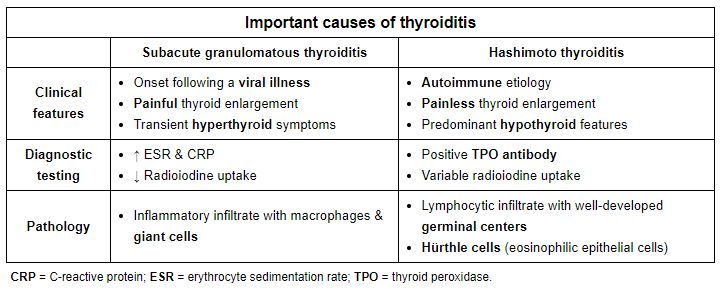 Important causes of thyroiditis
Subacute granulomatous thyroiditis
Hashimoto thyroiditis
Clinical
features
• Onset following a viral illness
• Painful thyroid enlargement
• Transient hyperthyroid symptoms
• Autoimmune etiology
• Painless thyroid enlargement
• Predominant hypothyroid features
Diagnostic
testing
• ↑ ESR & CRP
• ↓ Radioiodine uptake
• Positive TPO antibody
• Variable radioiodine uptake
Pathology
• Inflammatory infiltrate with macrophages &
giant cells
• Lymphocytic infiltrate with well-developed
germinal centers
• Hürthle cells (eosinophilic epithelial cells)
CRP = C-reactive protein; ESR = erythrocyte sedimentation rate; TPO = thyroid peroxidase.